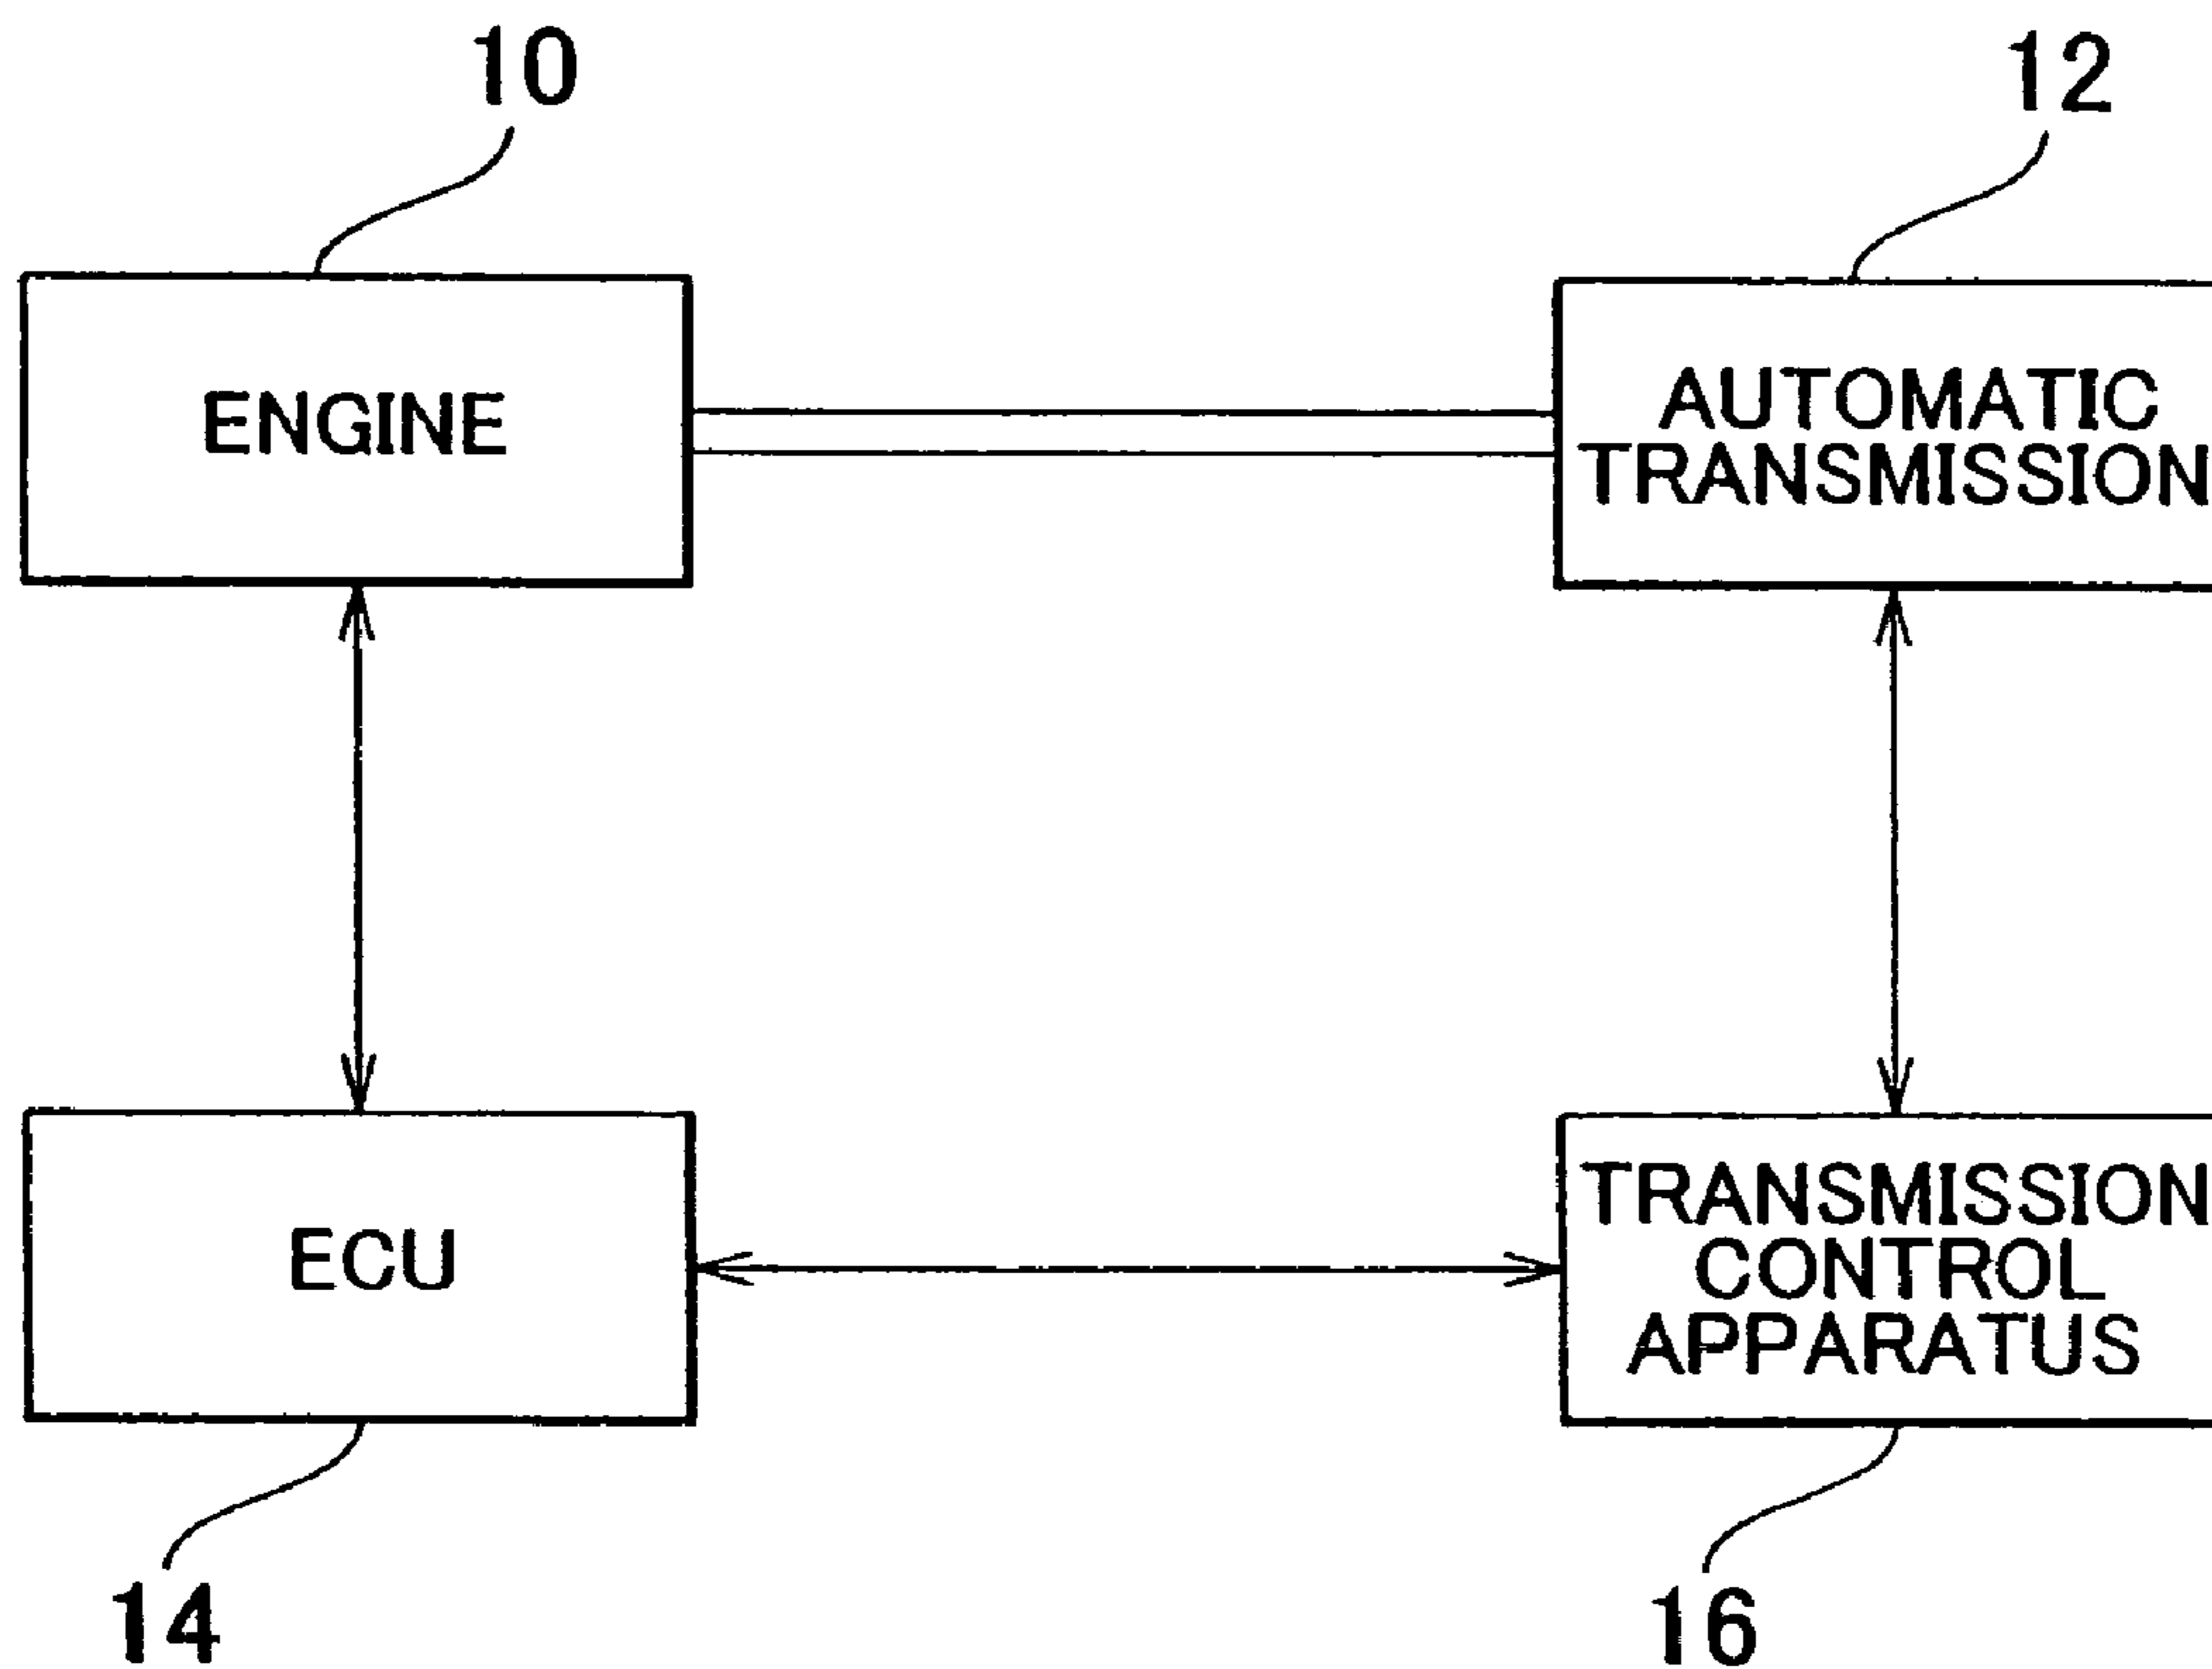 10
12
ENGINE
AUTOMATIC
TRANSMISSION
ECU
TRANSMISSION
CONTROL
APPARATUS
14
16